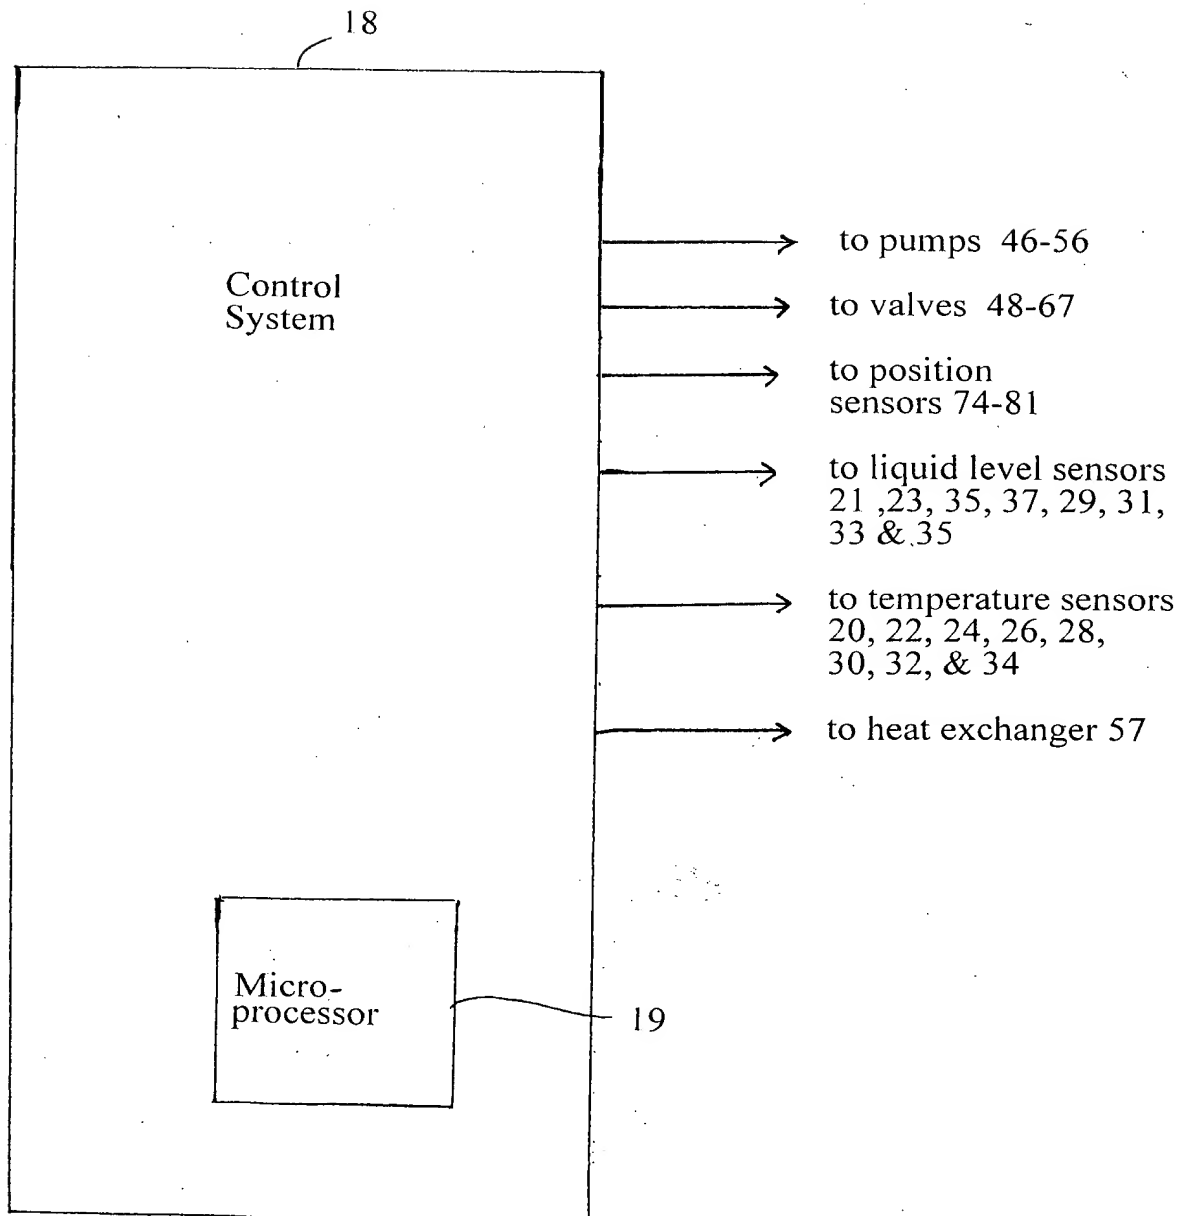 18
Control
System
to pumps 46-56
to valves 48-67
to position
sensors 74-81
to liquid level sensors
21 ,23, 35, 37, 29, 31,
33 & 35
to temperature sensors
20, 22, 24, 26, 28,
30, 32, & 34
to heat exchanger 57
Micro-
processor
19